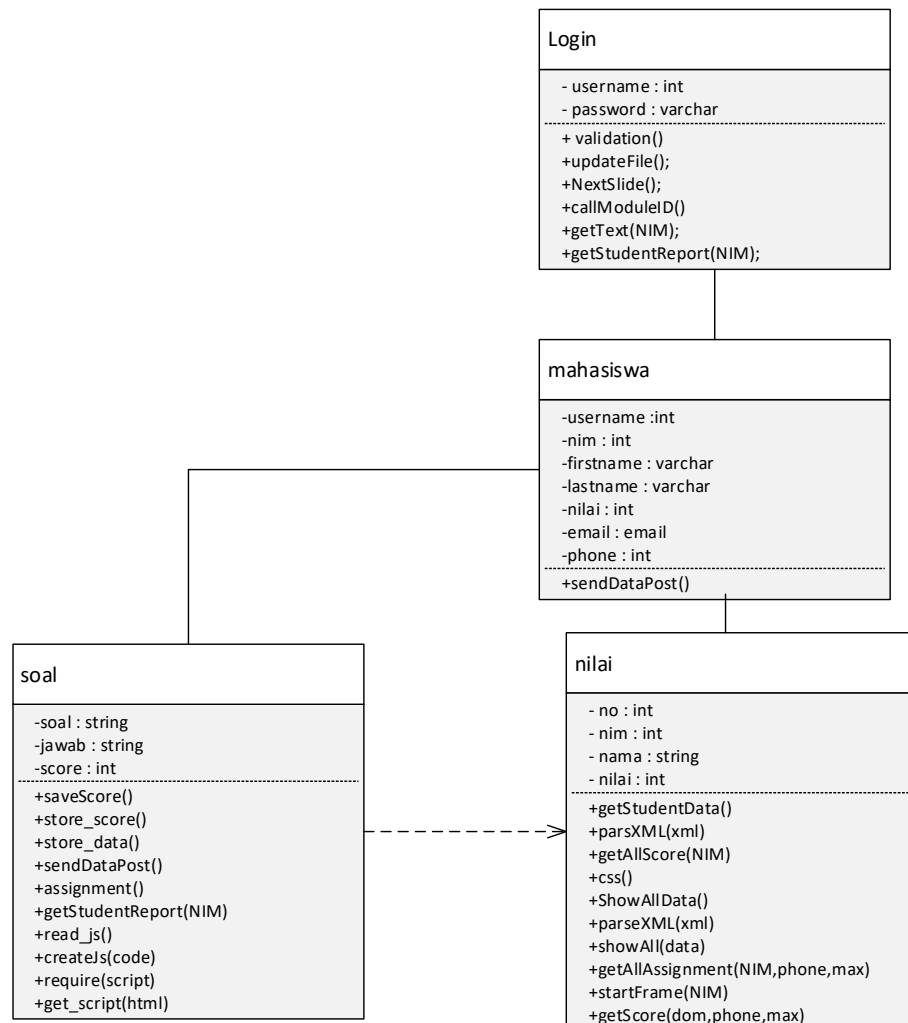 Login
- username : int
- password : varchar
+ validation()
+updateFile();
+NextSlide();
+callModuleID()
+getText(NIM);
+getStudentReport(NIM);
mahasiswa
-username :int
-nim : int
-firstname : varchar
-lastname : varchar
-nilai : int
-email : email
-phone : int
+sendDataPost()
soal
-soal : string
-jawab : string
-score : int
+saveScore()
+store_score()
+store_data()
+sendDataPost()
+assignment()
+getStudentReport(NIM)
+read_js()
+createJs(code)
+require(script)
+get_script(html)
nilai
- no : int
- nim : int
- nama : string
- nilai : int
+getStudentData()
+parsXML(xml)
+getAllScore(NIM)
+css()
+ShowAllData()
+parseXML(xml)
+showAll(data)
+getAllAssignment(NIM,phone,max)
+startFrame(NIM)
+getScore(dom,phone,max)